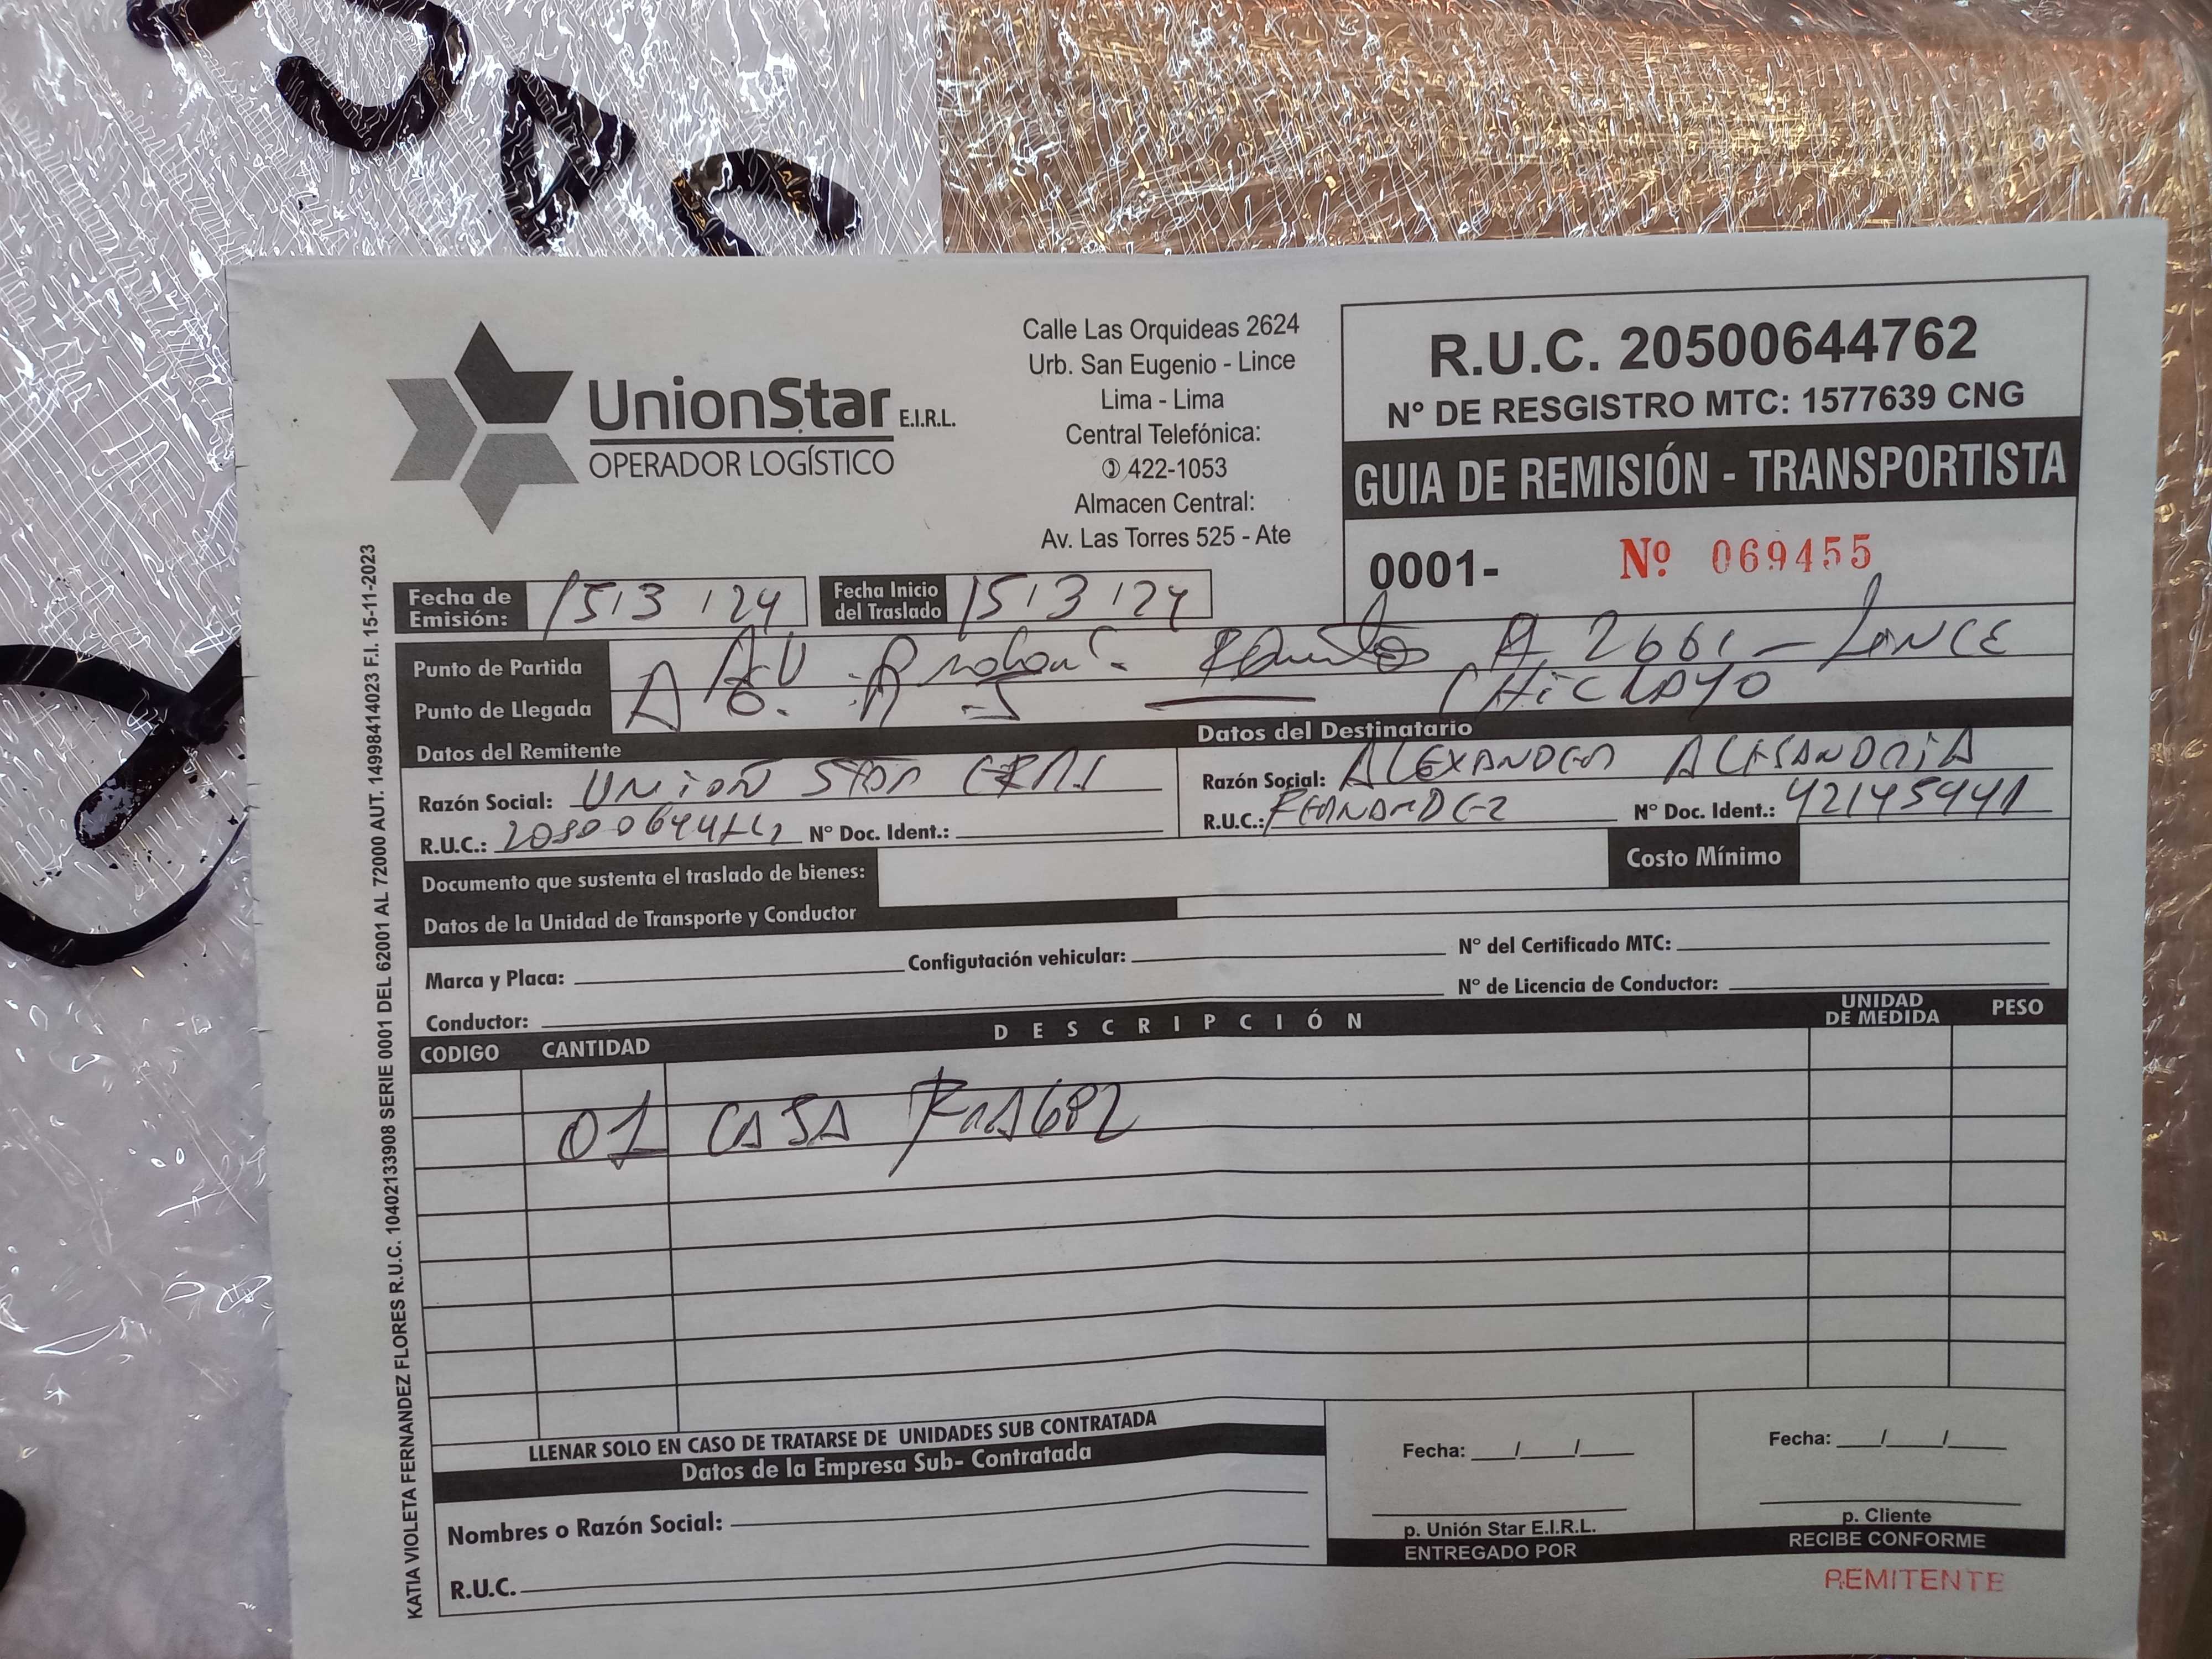 UnionStar E.I.R.L.
OPERADOR LOGÍSTICO
Calle Las Orquideas 2624
Urb. San Eugenio - Lince
Lima - Lima
Central Telefónica:
422-1053
Almacen Central:
Av. Las Torres 525 - Ate
R.U.C. 20500644762
N° DE RESGISTRO MTC: 1577639 CNG
GUIA DE REMISIÓN - TRANSPORTISTA
0001- Nº 069455
Fecha de Emisión: 15/3/24 Fecha Inicio del Traslado 15/3/24
Punto de Partida AU. 2661 - LINCE
Punto de Llegada CHICLAYO
Datos del Remitente
Razón Social: UNION STAR
R.U.C.: N° Doc. Ident.:
Datos del Destinatario
Razón Social: ALEXANDER ALESANDRIA
R.U.C.: FERNANDEZ N° Doc. Ident.: 42145941
Documento que sustenta el traslado de bienes: Costo Mínimo
Datos de la Unidad de Transporte y Conductor
Marca y Placa: Configutación vehicular: N° del Certificado MTC:
Conductor: N° de Licencia de Conductor:
CODIGO CANTIDAD DESCRIPCIÓN UNIDAD DE MEDIDA PESO
01 CASA
LLENAR SOLO EN CASO DE TRATARSE DE UNIDADES SUB CONTRATADA
Datos de la Empresa Sub- Contratada
Nombres o Razón Social:
R.U.C.
Fecha: / /
p. Unión Star E.I.R.L.
ENTREGADO POR
Fecha: / /
p. Cliente
RECIBE CONFORME
REMITENTE
KATIA VIOLETA FERNANDEZ FLORES R.U.C. 10402133908 SERIE 0001 DEL 62001 AL 72000 AUT. 14998414023 F.I. 15-11-2023